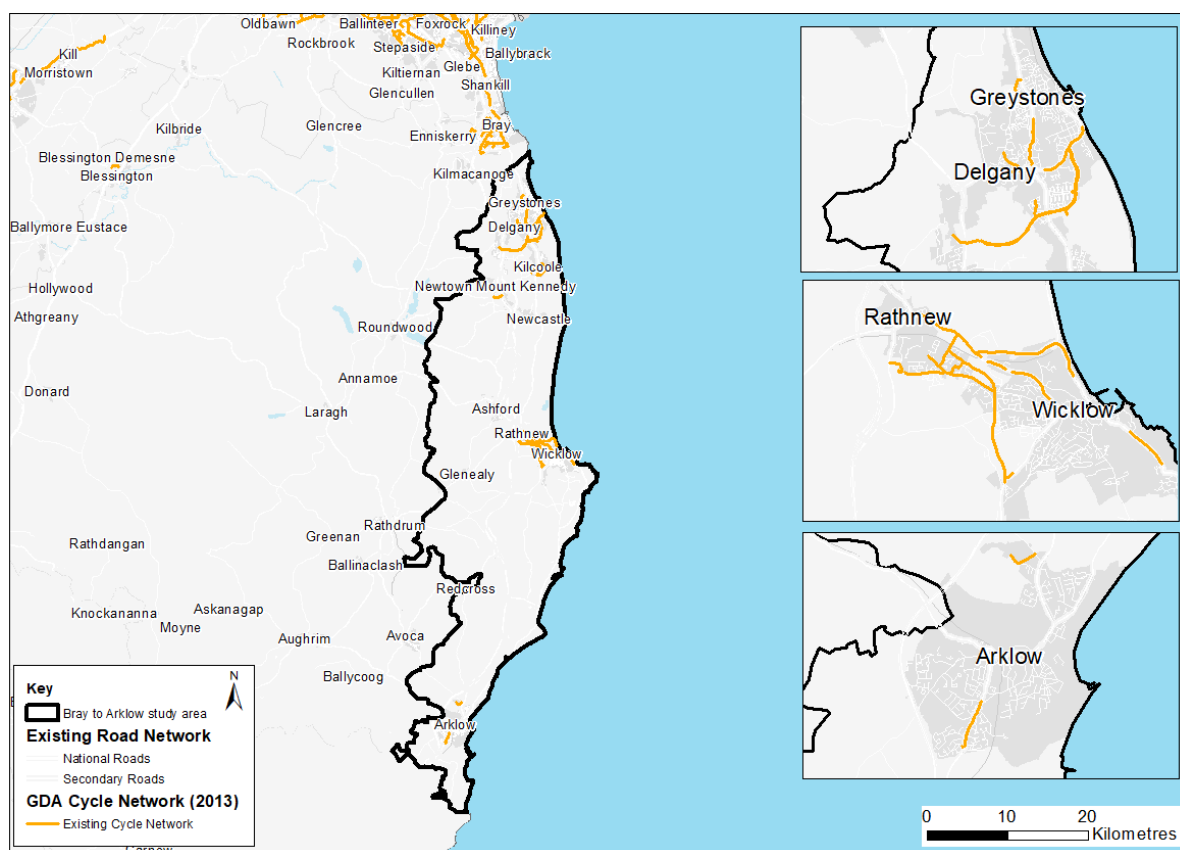 Oldbawn
Ballinteer
Foxrock
Killiney
Rockbrook
Stepaside
Ballybrack
Kill
Morristown
Kiltiernan
Glebe
Glencullen
Shankill
Kilbride
Glencree
Enniskerry
Bray
Blessington Demesne
Blessington
Kilmacanoge
Greystones
Ballymore Eustace
Delgany
Kilcoole
Hollywood
Newtown Mount Kennedy
Athgreany
Roundwood
Newcastle
Donard
Annamoe
Laragh
Ashford
Rathnew
Wicklow
Glenealy
Rathdangan
Greenan
Rathdrum
Ballinaclash
Redcross
Knockananna
Askanagap
Moyne
Aughrim
Avoca
Ballycoog
Arklow
Greystones
Delgany
Rathnew
Wicklow
Arklow
N
Key
Bray to Arklow study area
Existing Road Network
National Roads
Secondary Roads
GDA Cycle Network (2013)
Existing Cycle Network
0 10 20
Kilometres